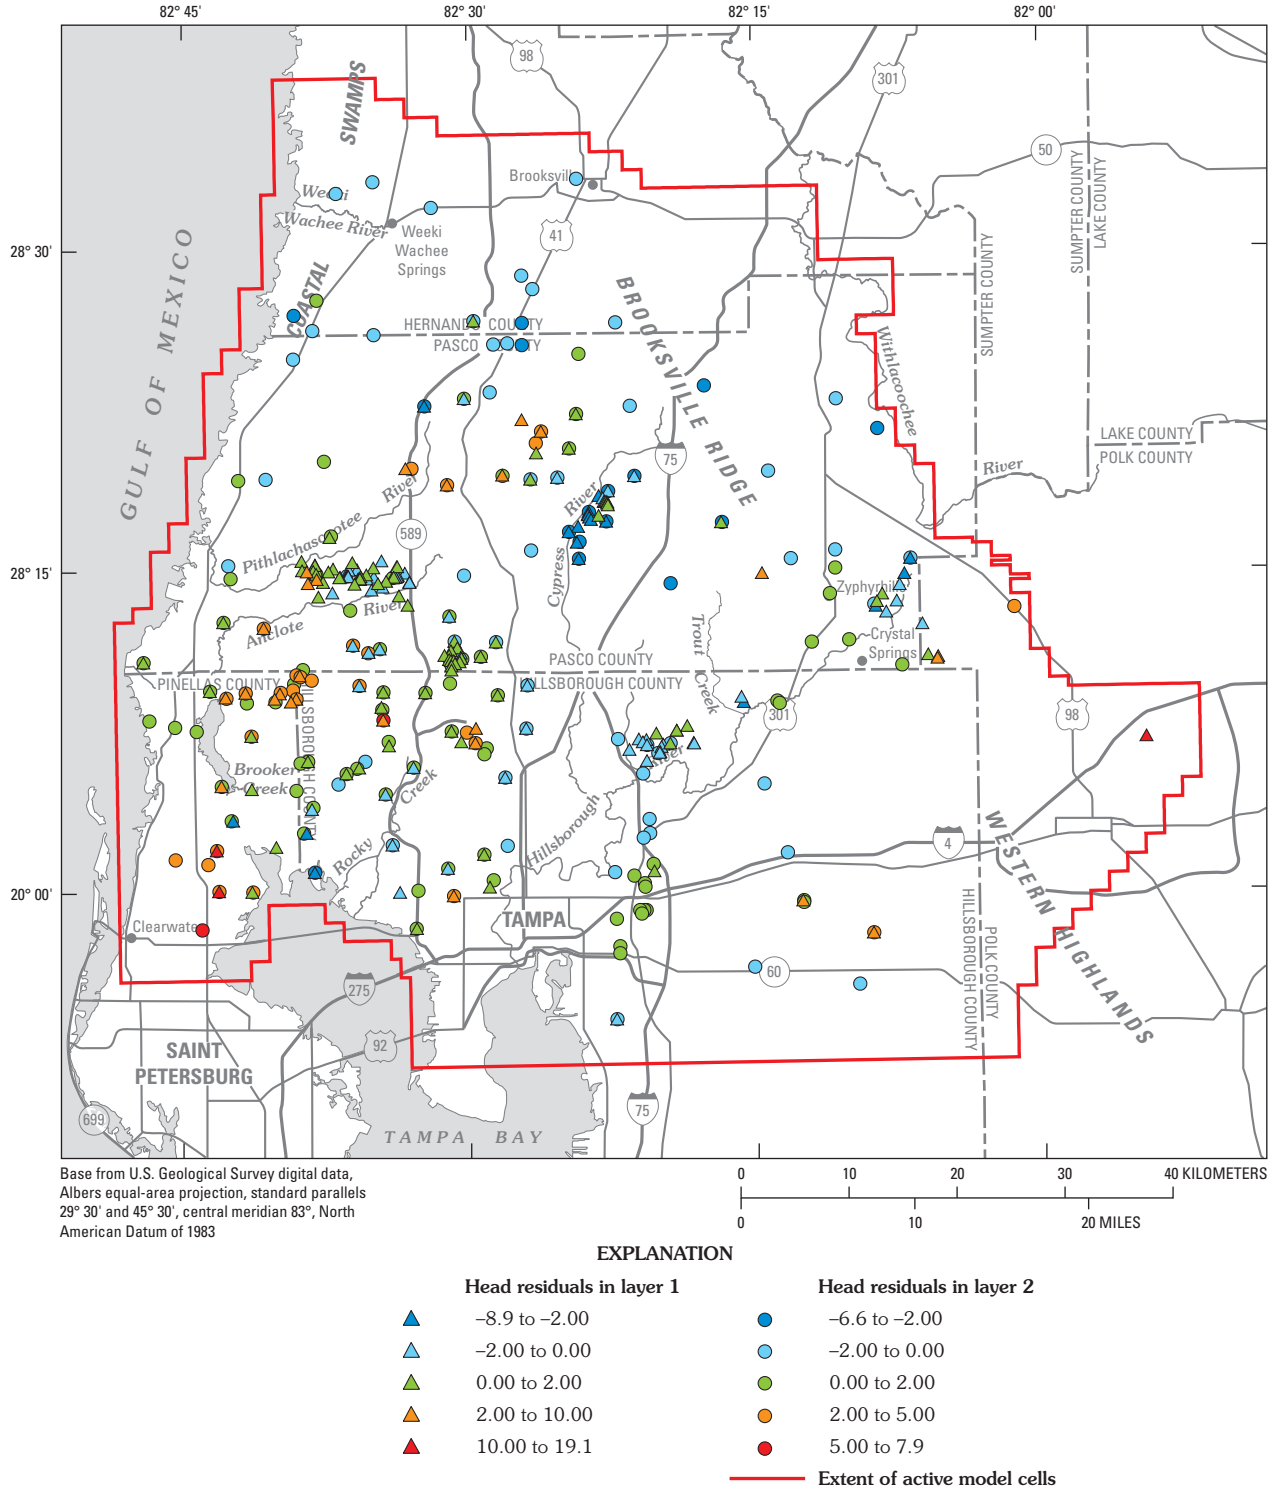 82° 45'
82° 30'
82° 15'
82° 00'
98
301
50
SWAMPS
SUMPTER COUNTY
LAKE COUNTY
Brooksvill
Weeki
Wachee River
Weeki
Wachee
Springs
41
28° 30'
GULF OF MEXICO
COASTAL
BROOKSVILLE RIDGE
SUMPTER COUNTY
HERNANDO COUNTY
PASCO COUNTY
Withlacoochee
River
LAKE COUNTY
POLK COUNTY
75
River
Pithlachascotee
589
River
Cypress
28° 15'
Zyphyrhills
Anclote
River
Trout
Creek
Crystal
Springs
PASCO COUNTY
HILLSBOROUGH COUNTY
PINELLAS COUNTY
HILLSBOROUGH COUNTY
301
98
River
Brooker
Creek
Creek
Rocky
Hillsborough
4
WESTERN HIGHLANDS
20° 00'
HILLSBOROUGH COUNTY
POLK COUNTY
Clearwater
TAMPA
60
275
92
SAINT
PETERSBURG
75
699
TAMPA BAY
Base from U.S. Geological Survey digital data,
Albers equal-area projection, standard parallels
29° 30' and 45° 30', central meridian 83°, North
American Datum of 1983
0 10 20 30 40 KILOMETERS
0 10 20 MILES
EXPLANATION
Head residuals in layer 1
–8.9 to –2.00
–2.00 to 0.00
0.00 to 2.00
2.00 to 10.00
10.00 to 19.1
Head residuals in layer 2
–6.6 to –2.00
–2.00 to 0.00
0.00 to 2.00
2.00 to 5.00
5.00 to 7.9
Extent of active model cells